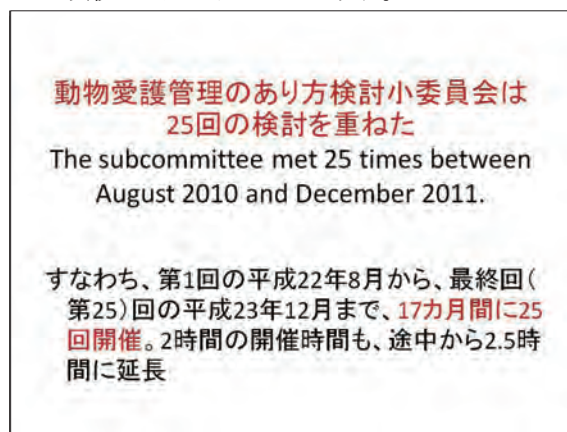 動物愛護管理のあり方検討小委員会は
25回の検討を重ねた
The subcommittee met 25 times between
August 2010 and December 2011.
すなわち、第1回の平成22年8月から、最終回(
第25)回の平成23年12月まで、17カ月間に25
回開催。2時間の開催時間も、途中から2.5時
間に延長